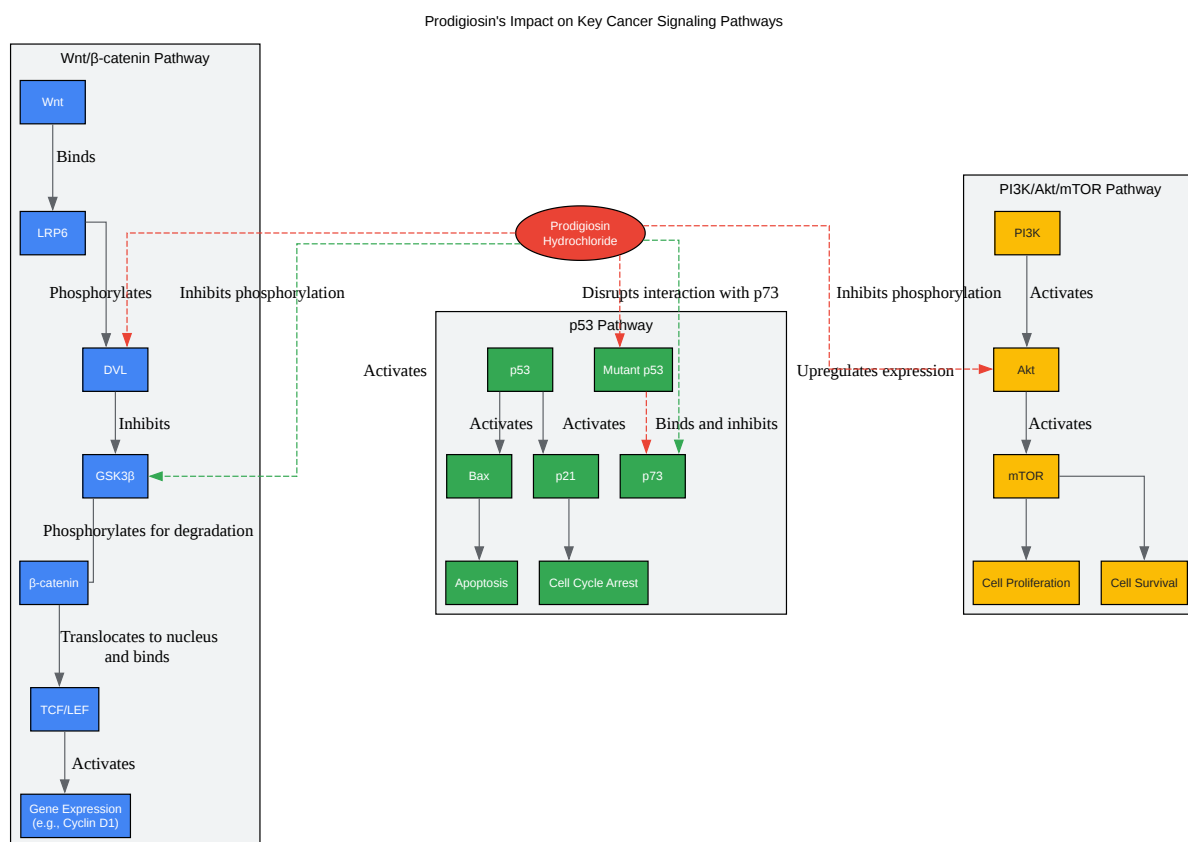 Prodigiosin's Impact on Key Cancer Signaling Pathways
Wnt/β-catenin Pathway
Wnt
Binds
LRP6
Phosphorylates
Inhibits phosphorylation
DVL
Inhibits
GSK3β
Phosphorylates for degradation
β-catenin
Translocates to nucleus
and binds
TCF/LEF
Activates
Gene Expression
(e.g., Cyclin D1)
Prodigiosin
Hydrochloride
Disrupts interaction with p73
Inhibits phosphorylation
Activates
Upregulates expression
p53 Pathway
p53
Mutant p53
Activates
Activates
Binds and inhibits
Bax
p21
p73
Apoptosis
Cell Cycle Arrest
PI3K/Akt/mTOR Pathway
PI3K
Activates
Akt
Activates
mTOR
Cell Proliferation
Cell Survival